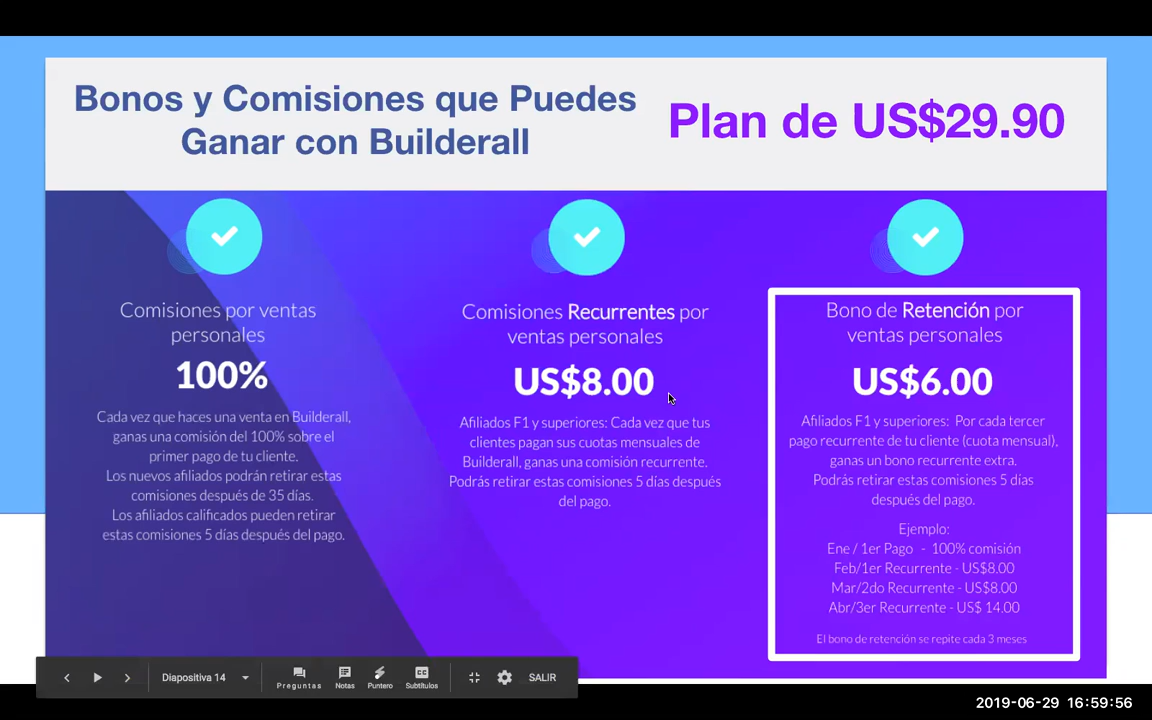 Bonos y Comisiones que Puedes
Ganar con Builderall
Plan de US$29.90
Comisiones por ventas
personales
100%
Cada vez que haces una venta en Builderall,
ganas una comisión del 100% sobre el
primer pago de tu cliente.
Los nuevos afiliados podrán retirar estas
comisiones después de 35 días.
Los afiliados calificados pueden retirar
estas comisiones 5 días después del pago.
Comisiones Recurrentes por
ventas personales
US$8.00
Afiliados F1 y superiores: Cada vez que tus
clientes pagan sus cuotas mensuales de
Builderall, ganas una comisión recurrente.
Podrás retirar estas comisiones 5 días después
del pago.
Bono de Retención por
ventas personales
US$6.00
Afiliados F1 y superiores: Por cada tercer
pago recurrente de tu cliente (cuota mensual),
ganas un bono recurrente extra.
Podrás retirar estas comisiones 5 días
después del pago.
Ejemplo:
Ene / 1er Pago - 100% comisión
Feb/1er Recurrente - US$8.00
Mar/2do Recurrente - US$8.00
Abr/3er Recurrente - US$ 14.00
El bono de retención se repite cada 3 meses
Diapositiva 14
Preguntas
Notas
Puntero
CC
Subtítulos
SALIR
2019-06-29 16:59:56